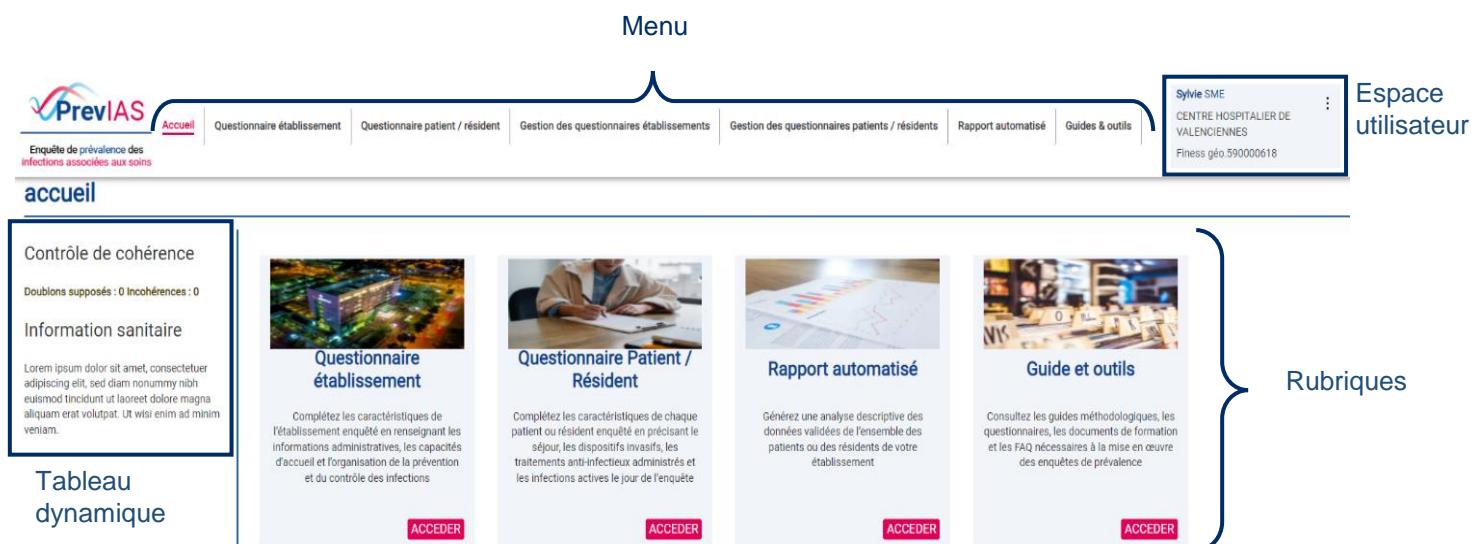 Menu
PrevIAS
Enquête de prévalence des
infections associées aux soins
Accueil
Questionnaire établissement
Questionnaire patient / résident
Gestion des questionnaires établissements
Gestion des questionnaires patients / résidents
Rapport automatisé
Guides & outils
Sylvie SME
CENTRE HOSPITALIER DE
VALENCIENNES
Finess géo.590000618
Espace
utilisateur
accueil
Contrôle de cohérence
Doublons supposés : 0 Incohérences : 0
Information sanitaire
Lorem ipsum dolor sit amet, consectetuer
adipiscing elit, sed diam nonummy nibh
euismod tincidunt ut laoreet dolore magna
aliquam erat volutpat. Ut wisi enim ad minim
veniam.
Tableau
dynamique
Questionnaire
établissement
Complétez les caractéristiques de
l'établissement enquêté en renseignant les
informations administratives, les capacités
d'accueil et l'organisation de la prévention
et du contrôle des infections
ACCEDER
Questionnaire Patient /
Résident
Complétez les caractéristiques de chaque
patient ou résident enquêté en précisant le
séjour, les dispositifs invasifs, les
traitements anti-infectieux administrés et
les infections actives le jour de l'enquête
ACCEDER
Rapport automatisé
Générez une analyse descriptive des
données validées de l'ensemble des
patients ou des résidents de votre
établissement
ACCEDER
Guide et outils
Consultez les guides méthodologiques, les
questionnaires, les documents de formation
et les FAQ nécessaires à la mise en œuvre
des enquêtes de prévalence
ACCEDER
Rubriques